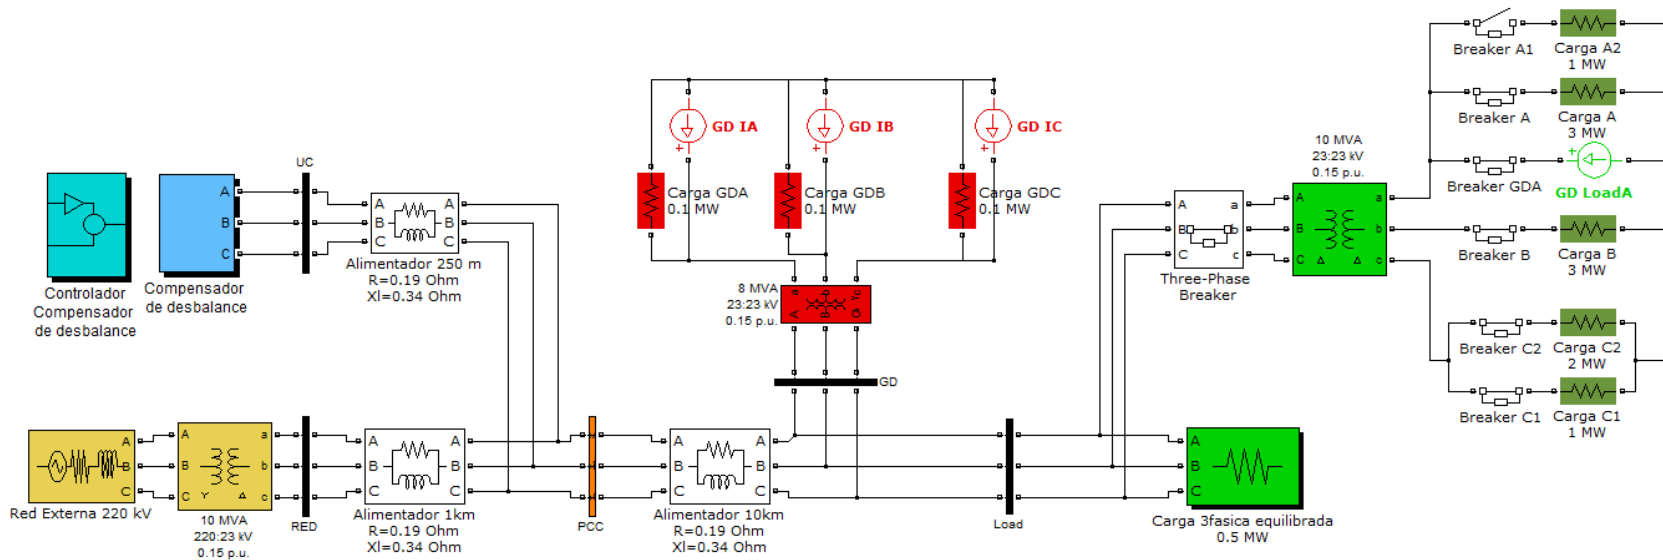 Controlador
Compensador
de desbalance
A
B
C
Compensador
de desbalance
UC
A
B
C
A
B
C
Alimentador 250 m
R=0.19 Ohm
Xl=0.34 Ohm
GD IA
GD IB
GD IC
Carga GDA
0.1 MW
Carga GDB
0.1 MW
Carga GDC
0.1 MW
8 MVA
23:23 kV
0.15 p.u.
a
b
c
A
B
GD
A
B
C
a
b
c
Three-Phase
Breaker
10 MVA
23:23 kV
0.15 p.u.
A
B
C
a
b
c
Δ
Δ
Breaker A1
Carga A2
1 MW
Breaker A
Carga A
3 MW
Breaker GDA
GD LoadA
Breaker B
Carga B
3 MW
Breaker C2
Carga C2
2 MW
Breaker C1
Carga C1
1 MW
A
B
C
Red Externa 220 kV
A
B
C
a
b
c
Y
Δ
10 MVA
220:23 kV
0.15 p.u.
RED
A
B
C
A
B
C
Alimentador 1km
R=0.19 Ohm
Xl=0.34 Ohm
PCC
A
B
C
A
B
C
Alimentador 10km
R=0.19 Ohm
Xl=0.34 Ohm
Load
A
B
C
Carga 3fasica equilibrada
0.5 MW